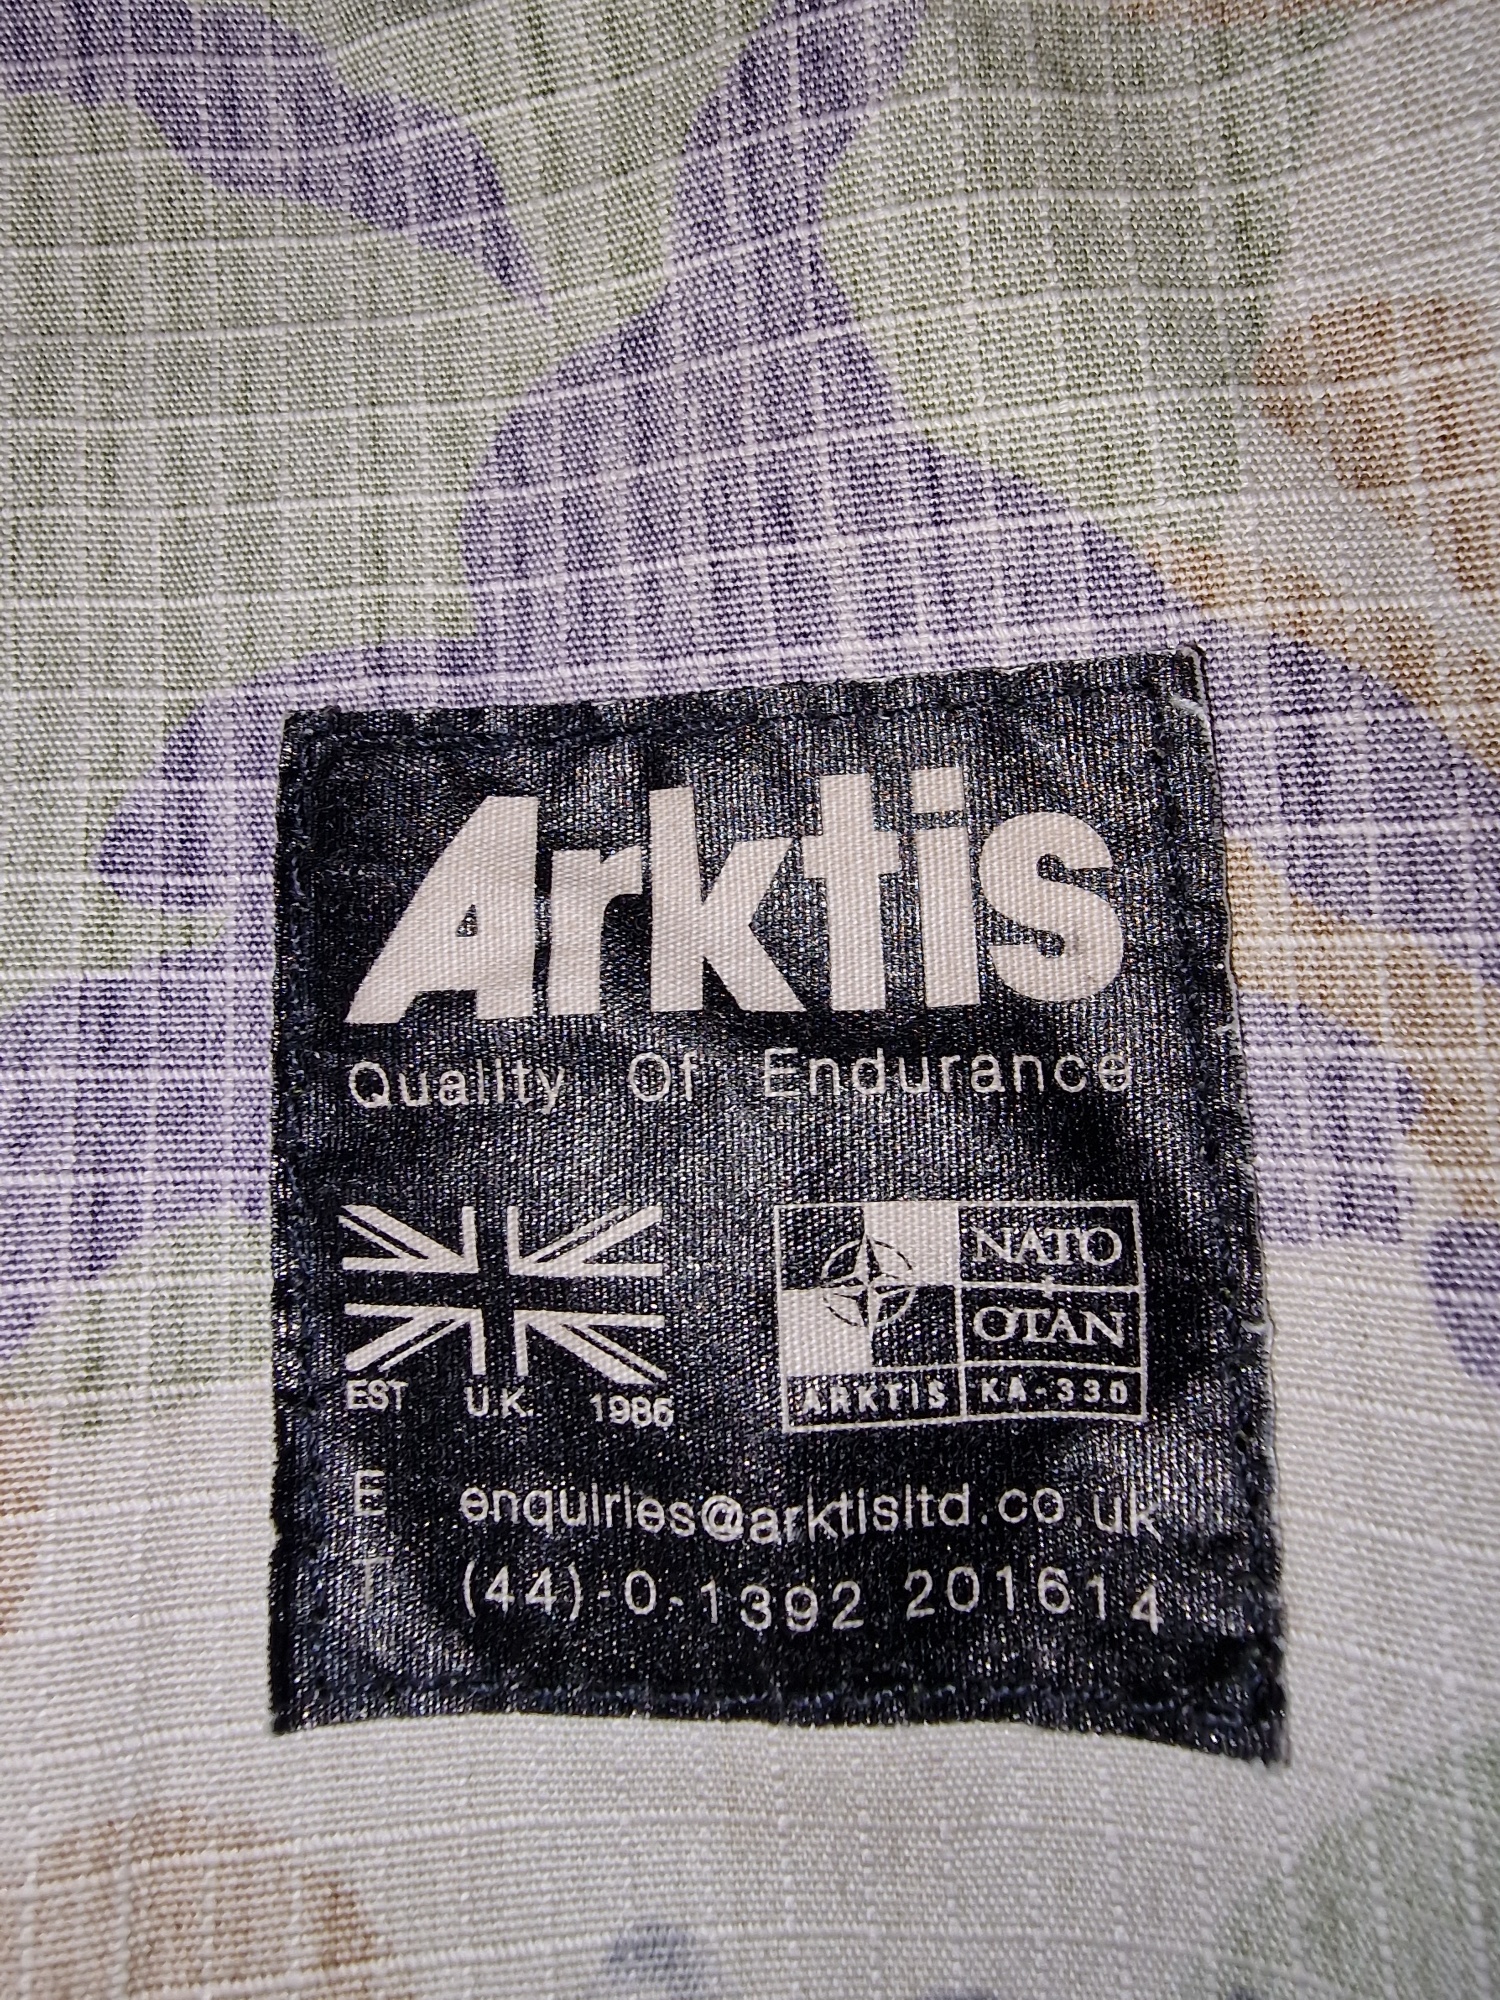 Arktis
Quality Of Endurance
NATO
OTAN
ARKTIS KA-330
EST U.K. 1986
E enquiries@arktisltd.co.uk
T (44)-0-1392 201614